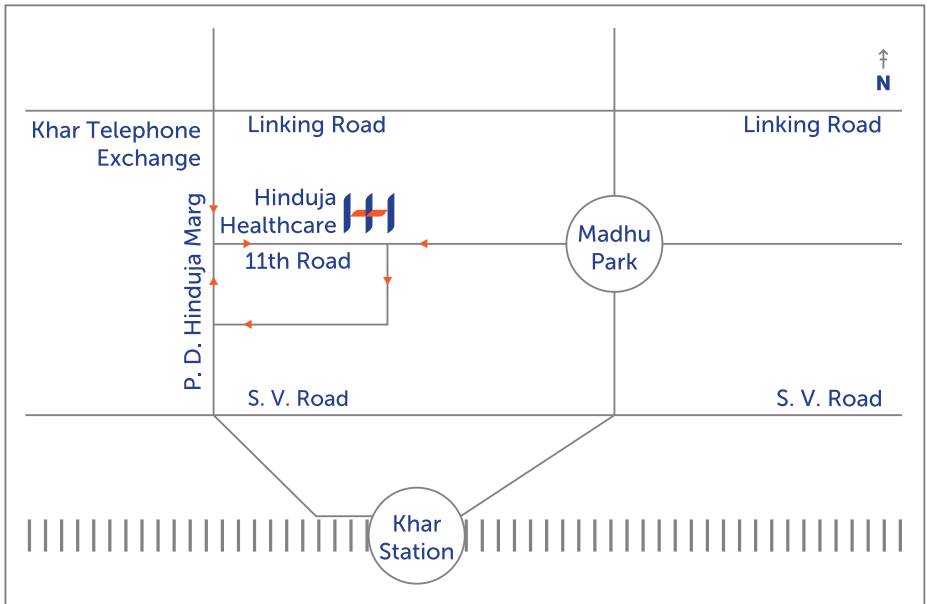 N
Khar Telephone
Exchange
Linking Road
Linking Road
P. D. Hinduja Marg
Hinduja
Healthcare
11th Road
Madhu
Park
S. V. Road
S. V. Road
Khar
Station